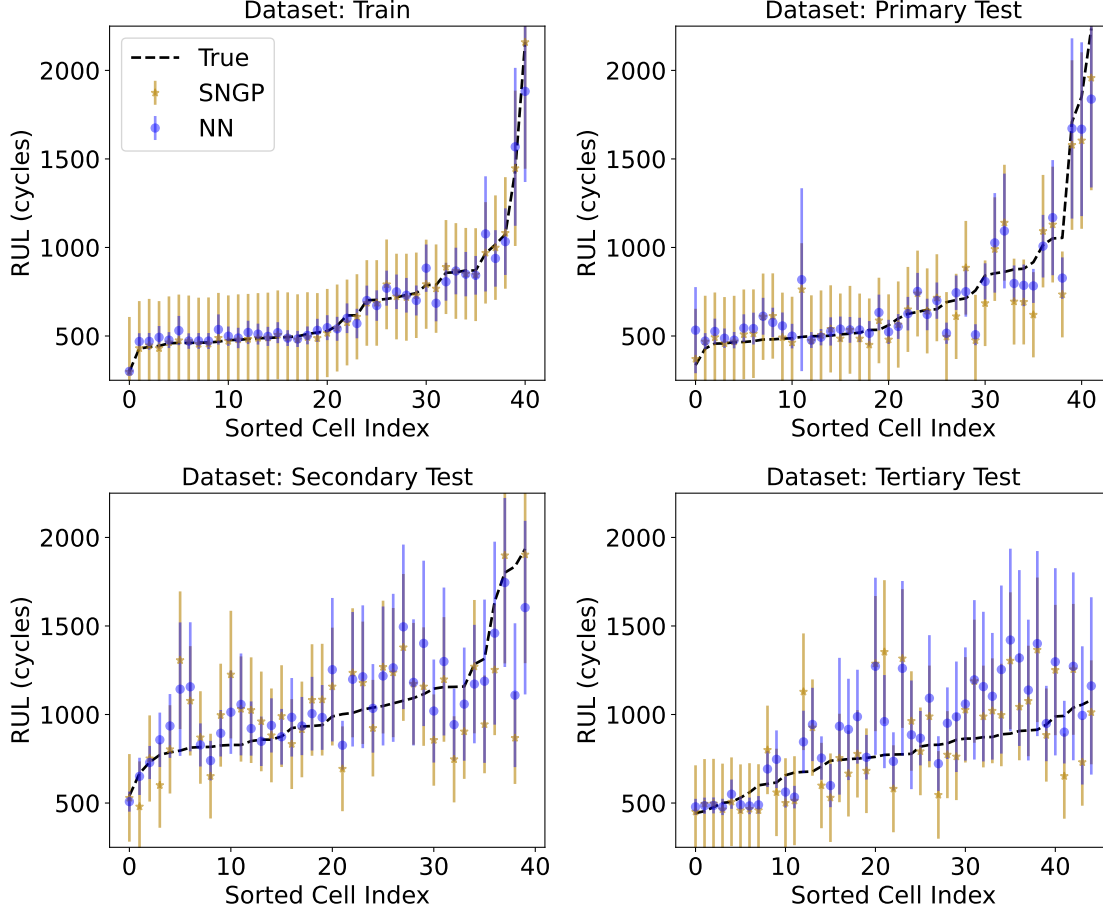 Dataset: Train
2000
1500
1000
500
RUL (cycles)
True
SNGP
NN
0
10
20
30
40
Sorted Cell Index
Dataset: Primary Test
2000
1500
1000
500
RUL (cycles)
0
10
20
30
40
Sorted Cell Index
Dataset: Secondary Test
2000
1500
1000
500
RUL (cycles)
0
10
20
30
40
Sorted Cell Index
Dataset: Tertiary Test
2000
1500
1000
500
RUL (cycles)
0
10
20
30
40
Sorted Cell Index